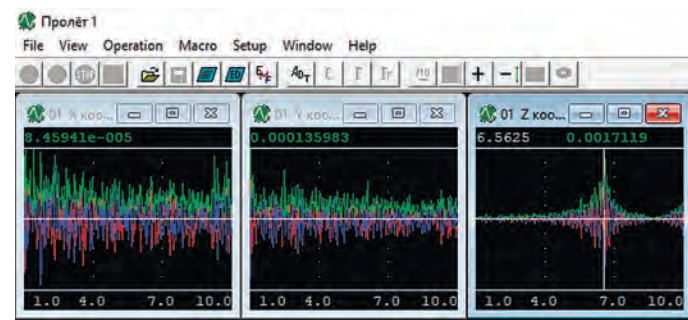 Пролёт 1
File View Operation Macro Setup Window Help
STOP
+ -
01 X коо...
01 Y коо...
01 Z коо...
8.45941e-005
0.000135983
6.5625 0.0017119
1.0 4.0 7.0 10.0
1.0 4.0 7.0 10.0
1.0 4.0 7.0 10.0